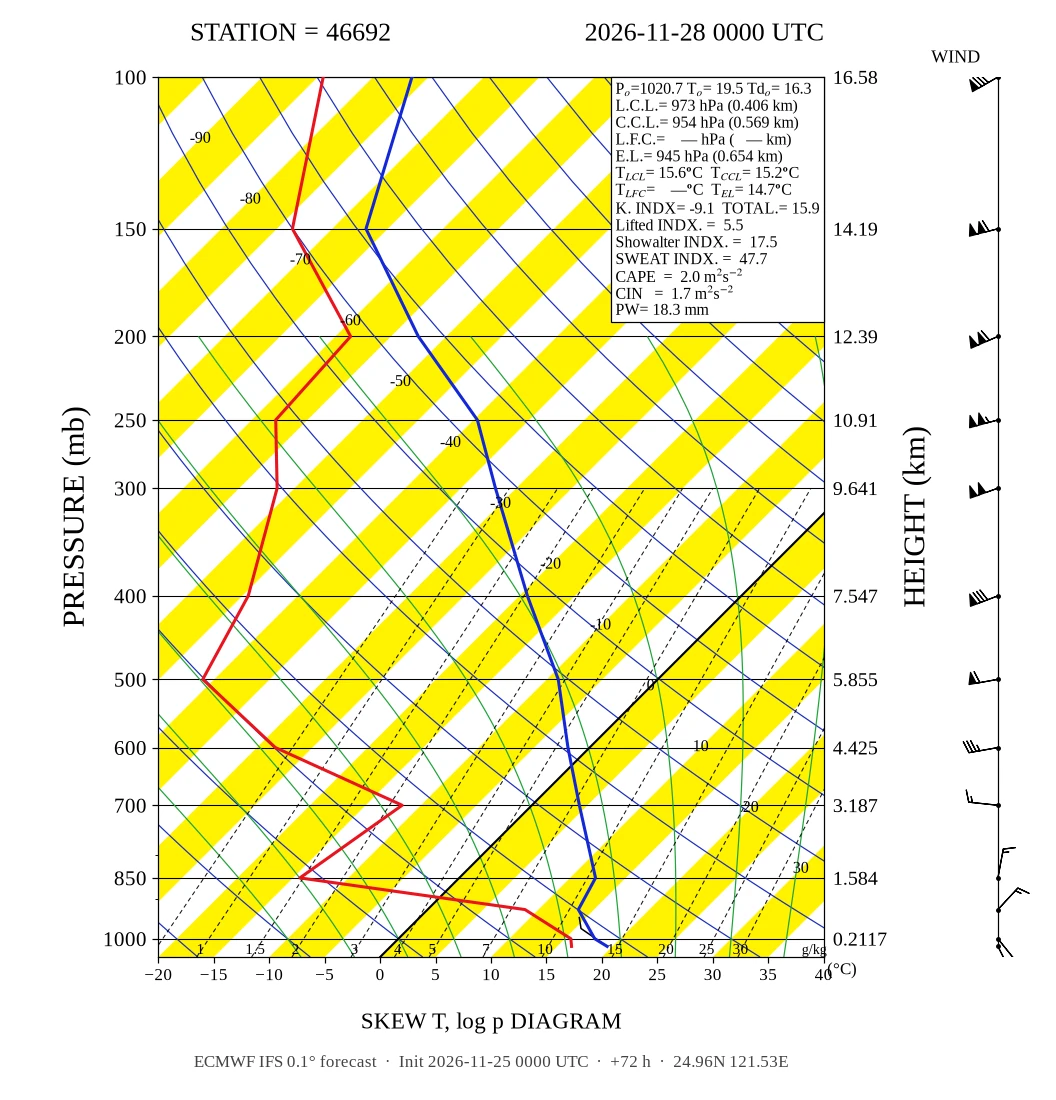 STATION = 46692
2026-11-28 0000 UTC
WIND
P₀=1020.7 T₀= 19.5 Td₀= 16.3
L.C.L.= 973 hPa (0.406 km)
C.C.L.= 954 hPa (0.569 km)
L.F.C.= — hPa ( — km)
E.L.= 945 hPa (0.654 km)
T_LCL= 15.6°C T_CCL= 15.2°C
T_LFC= —°C T_EL= 14.7°C
K. INDX= -9.1 TOTAL.= 15.9
Lifted INDX. = 5.5
Showalter INDX. = 17.5
SWEAT INDX. = 47.7
CAPE = 2.0 m²s⁻²
CIN = 1.7 m²s⁻²
PW= 18.3 mm
PRESSURE (mb)
100
150
200
250
300
400
500
600
700
850
1000
16.58
14.19
12.39
10.91
9.641
7.547
5.855
4.425
3.187
1.584
0.2117
HEIGHT (km)
-90
-80
-70
-60
-50
-40
-30
-20
-10
0
10
20
30
1 1.5 2 3 4 5 7 10 15 20 25 30 g/kg
−20 −15 −10 −5 0 5 10 15 20 25 30 35 40
(°C)
SKEW T, log p DIAGRAM
ECMWF IFS 0.1° forecast · Init 2026-11-25 0000 UTC · +72 h · 24.96N 121.53E